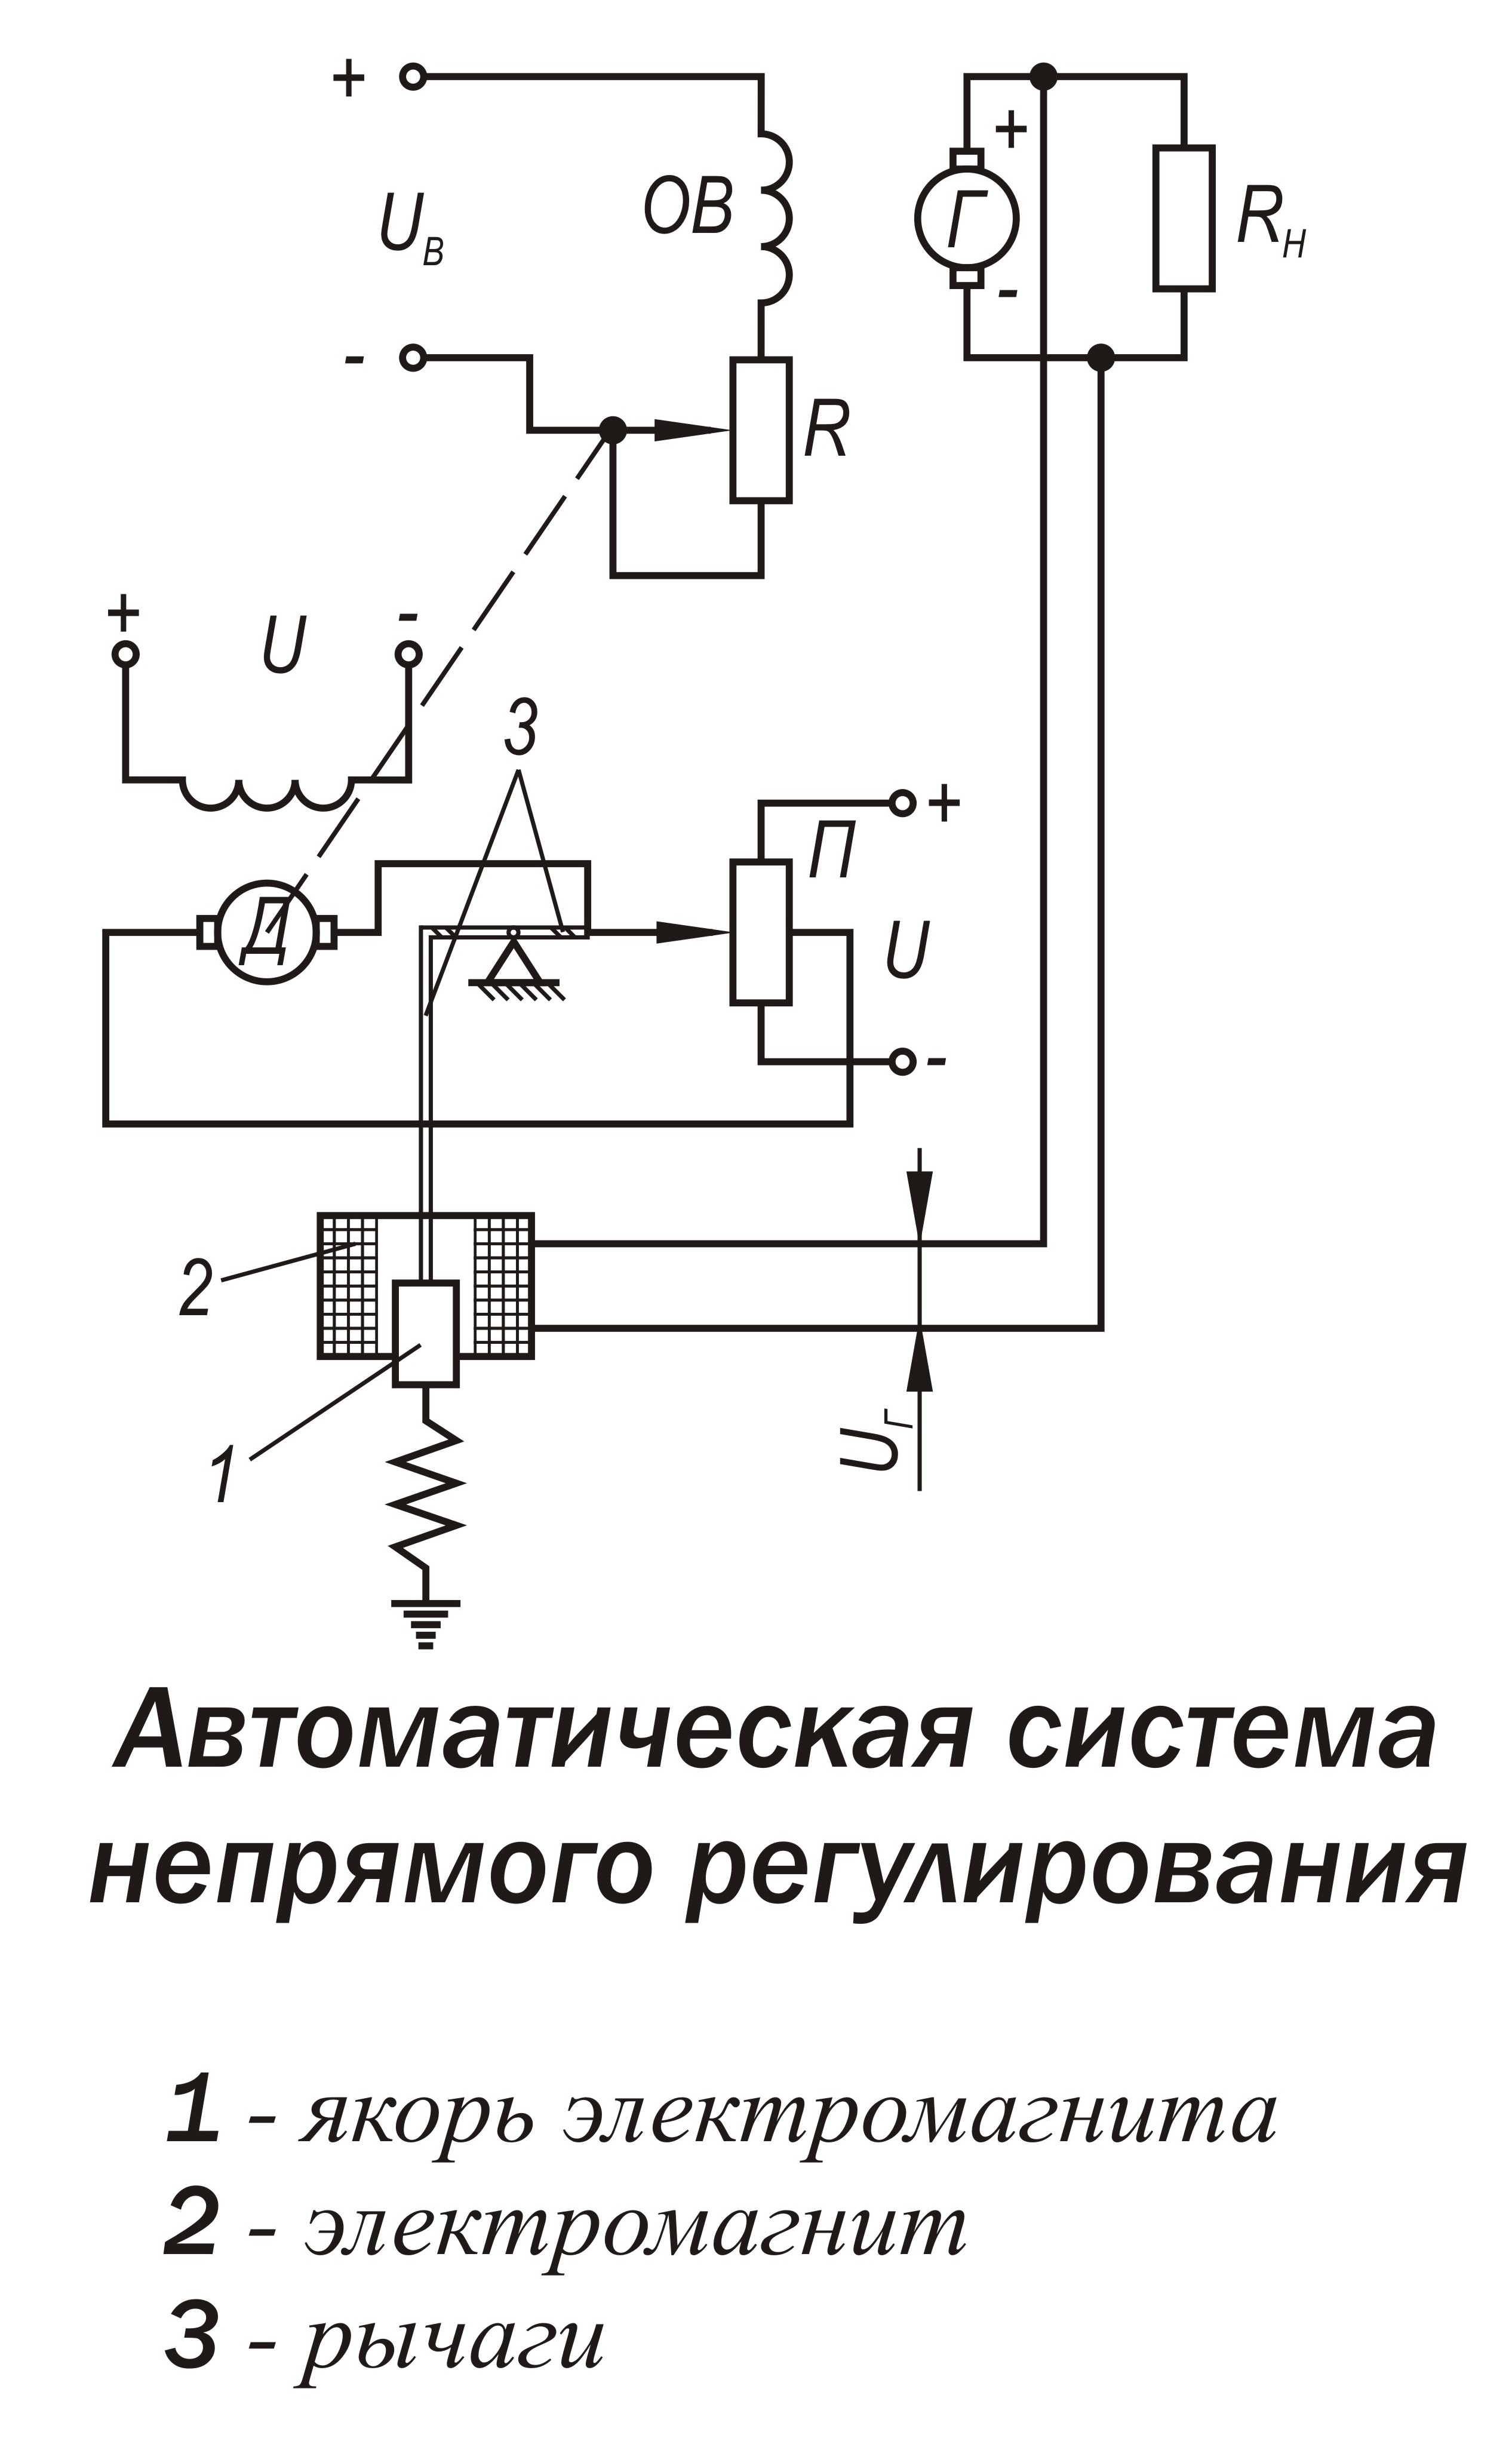 +
U
В
-
ОВ
R
+
Г
-
R
Н
+
U
-
3
Д
П
+
U
-
2
1
U
Г
Автоматическая система
непрямого регулирования
1 - якорь электромагнита
2 - электромагнит
3 - рычаги